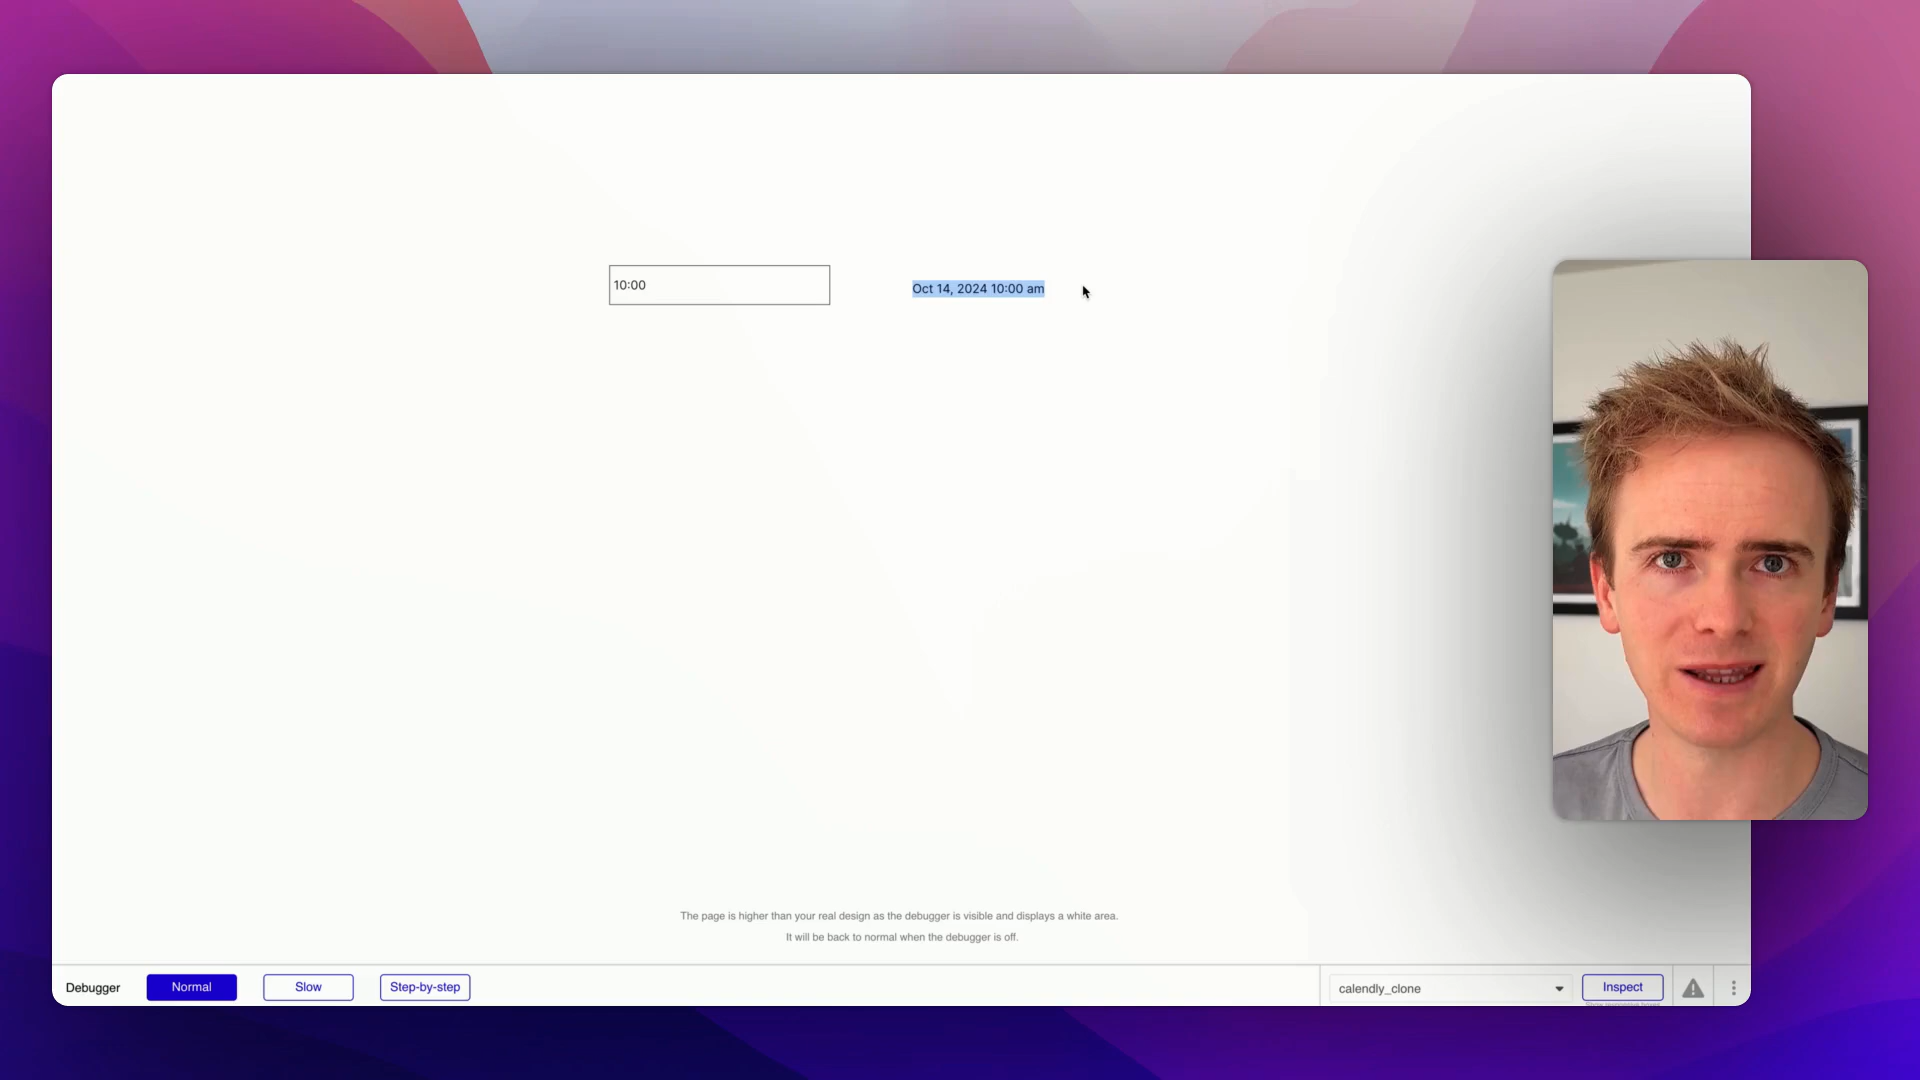 10:00
Oct 14, 2024 10:00 am
The page is higher than your real design as the debugger is visible and displays a white area.
It will be back to normal when the debugger is off.
Debugger
Normal
Slow
Step-by-step
calendly_clone
Inspect